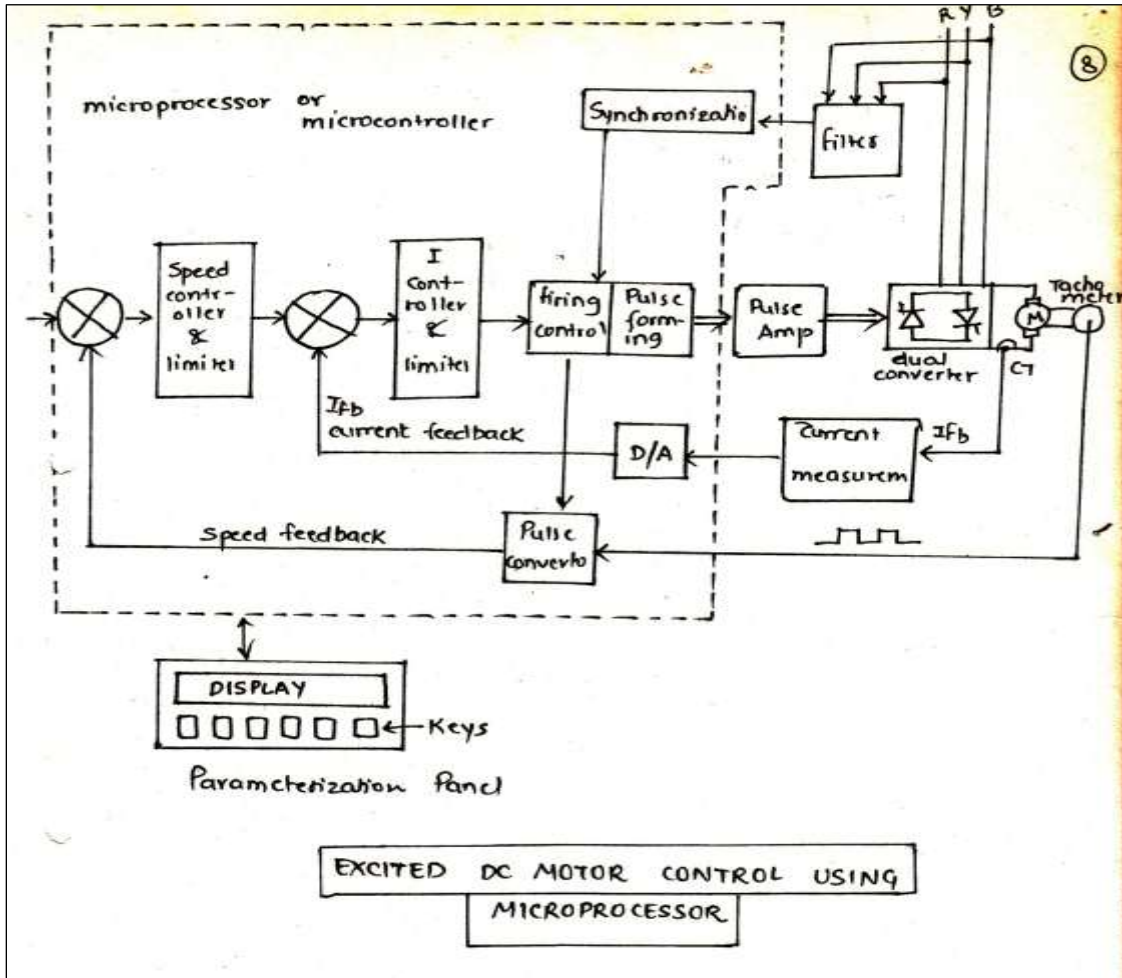 R Y B
8
microprocessor or
microcontroller
Synchronizatio
filter
Speed
contr-
oller
&
limiter
I
cont-
roller
&
limiter
firing
control
Pulse
form-
ing
Pulse
Amp
dual
converter
M
Tacho
meter
CT
Ifb
current feedback
D/A
Current
measurem
IFb
Speed feedback
Pulse
converto
DISPLAY
Keys
Parameterization Panel
EXCITED DC MOTOR CONTROL USING
MICROPROCESSOR